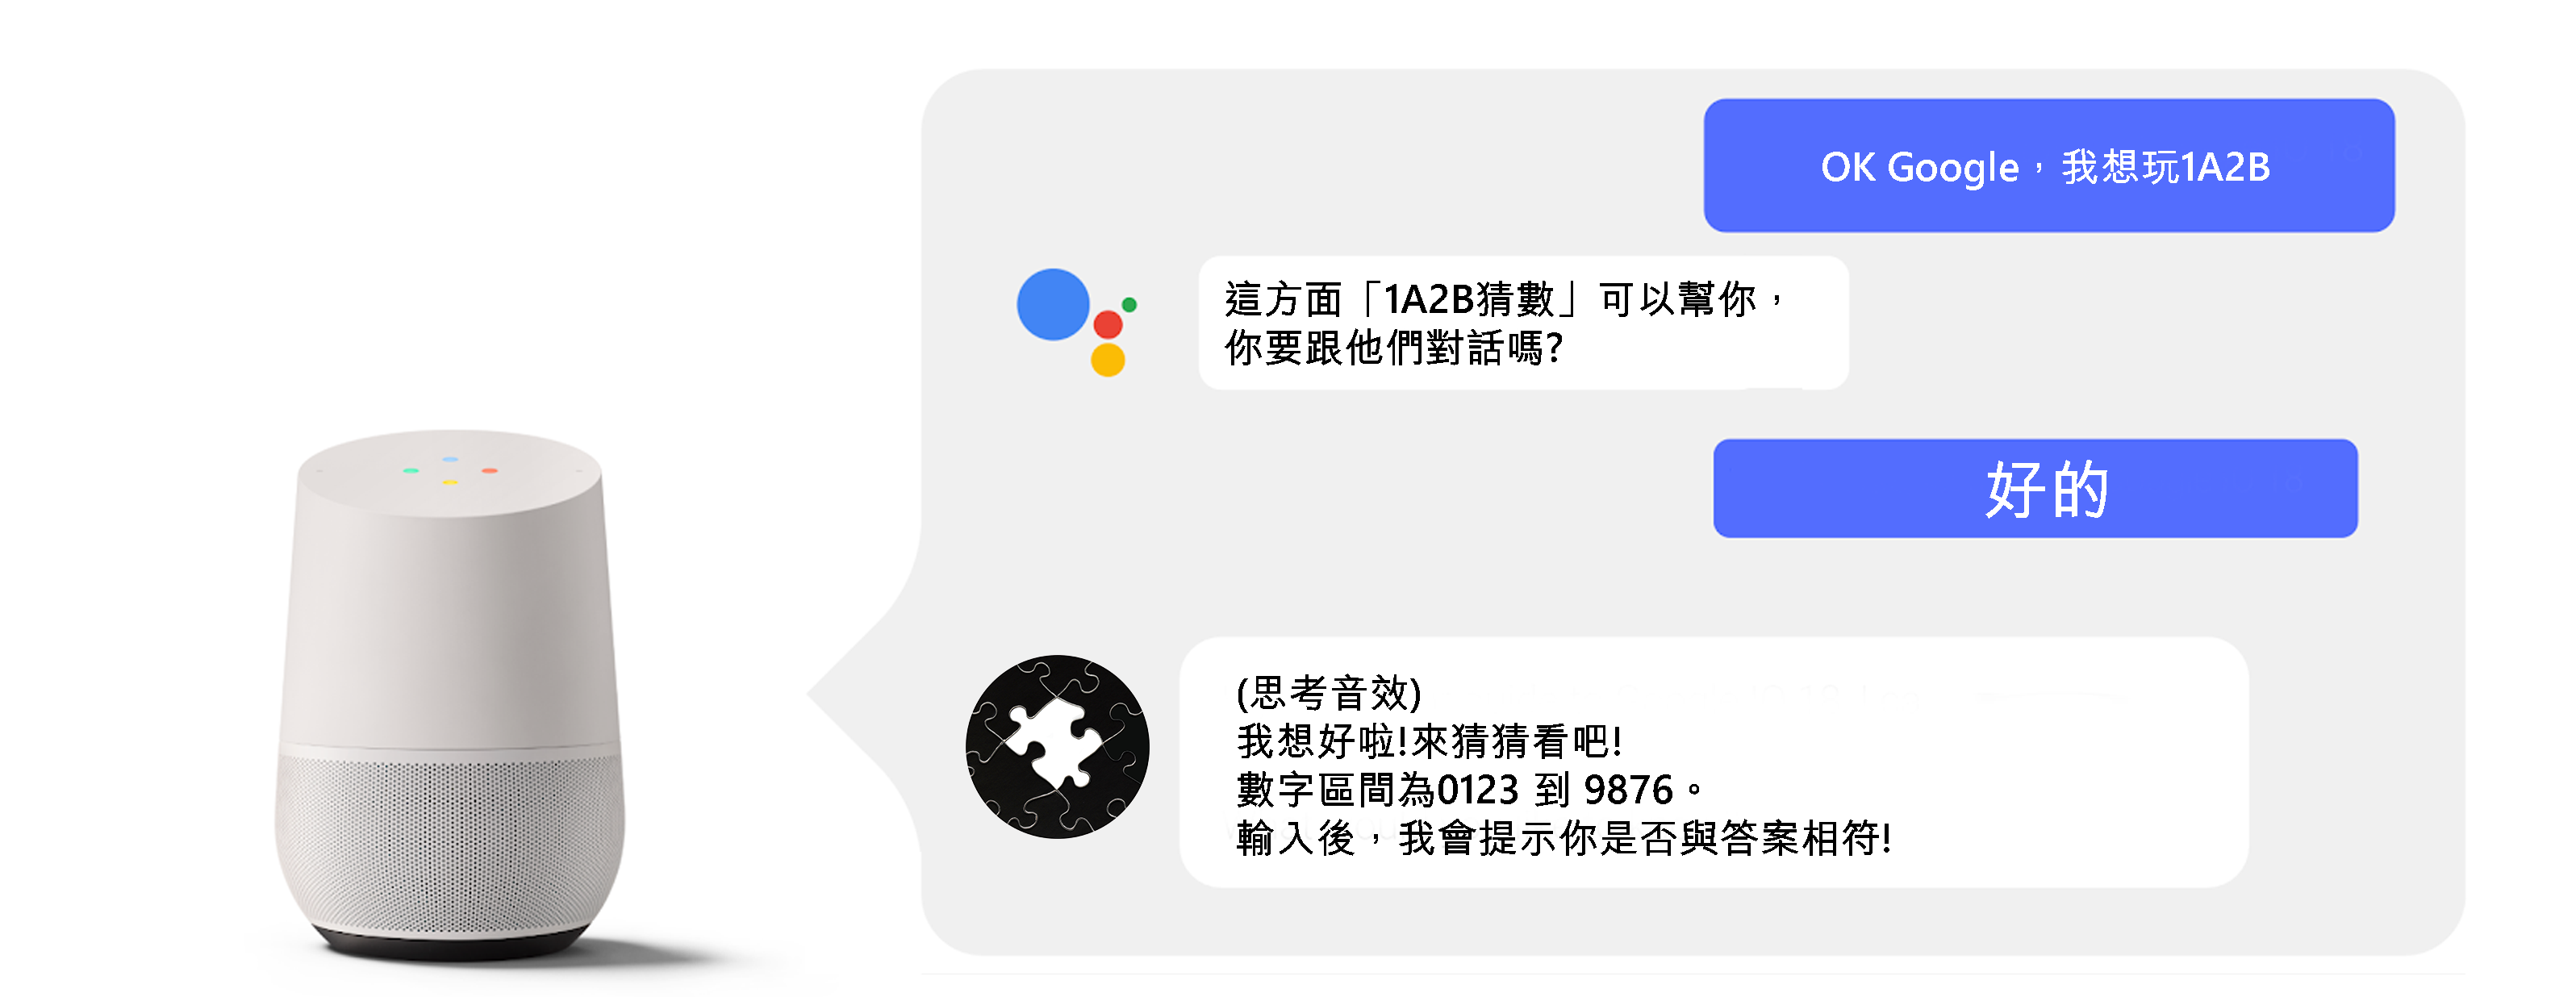 OK Google，我想玩1A2B
這方面「1A2B猜數」可以幫你，
你要跟他們對話嗎?
好的
(思考音效)
我想好啦!來猜猜看吧!
數字區間為0123 到 9876。
輸入後，我會提示你是否與答案相符!